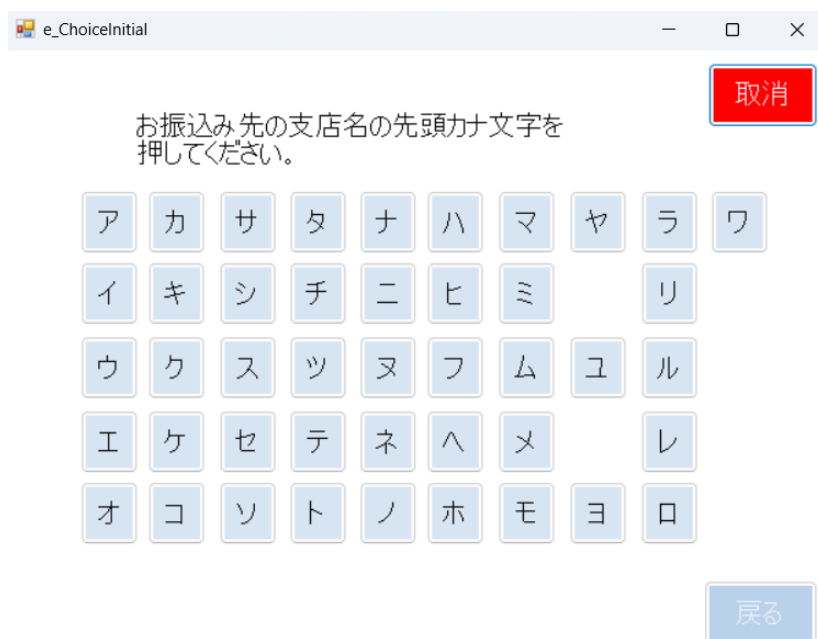 e_ChoiceInitial
取消
お振込み先の支店名の先頭カナ文字を
押してください。
ア カ サ タ ナ ハ マ ヤ ラ ワ
イ キ シ チ ニ ヒ ミ リ
ウ ク ス ツ ヌ フ ム ユ ル
エ ケ セ テ ネ ヘ メ レ
オ コ ソ ト ノ ホ モ ヨ ロ
戻る